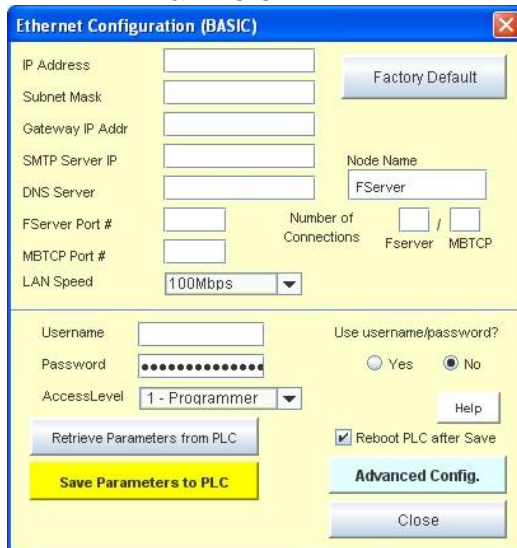 Ethernet Configuration (BASIC)
IP Address
Factory Default
Subnet Mask
Gateway IP Addr
SMTP Server IP
Node Name
DNS Server
FServer
FServer Port #
Number of
Connections
/
Fserver MBTCP
MBTCP Port #
LAN Speed
100Mbps
Username
Use username/password?
Password
●●●●●●●●●●●●●●
Yes
No
AccessLevel
1 - Programmer
Help
Retrieve Parameters from PLC
Reboot PLC after Save
Save Parameters to PLC
Advanced Config.
Close